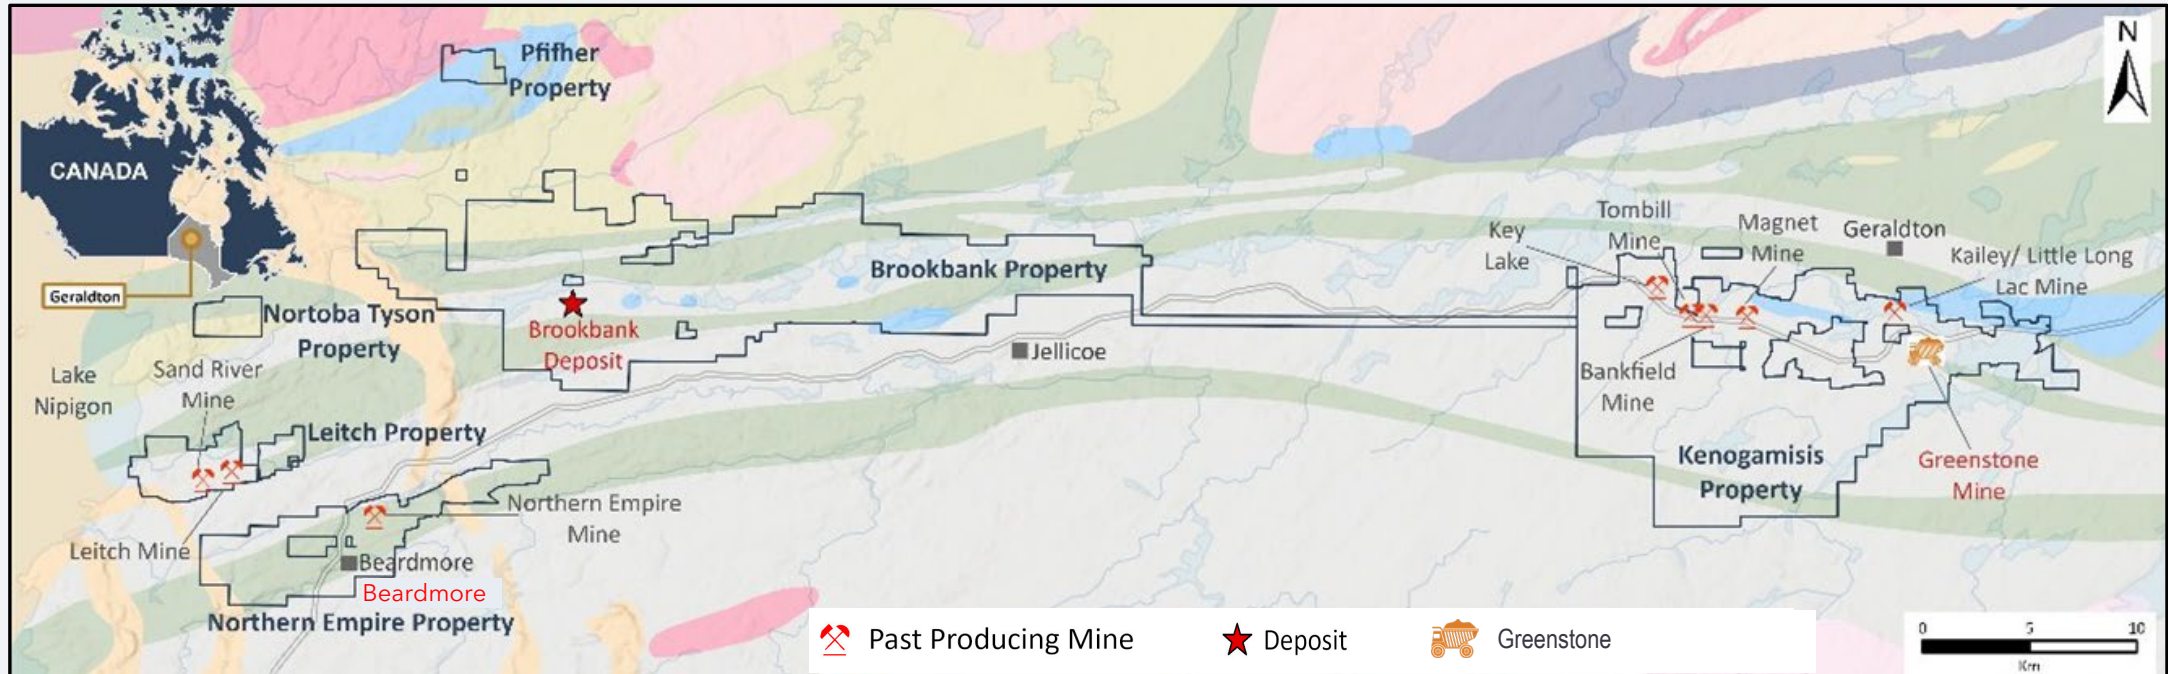 Pfifher
Property
N
CANADA
Geraldton
Nortoba Tyson
Property
Lake
Nipigon
Sand River
Mine
Leitch Property
Leitch Mine
Northern Empire
Mine
Beardmore
Beardmore
Northern Empire Property
Brookbank
Deposit
Brookbank Property
Jellicoe
Key
Lake
Tombill
Mine
Magnet
Mine
Geraldton
Kailey/ Little Long
Lac Mine
Bankfield
Mine
Kenogamisis
Property
Greenstone
Mine
Past Producing Mine
Deposit
Greenstone
0 5 10
Km